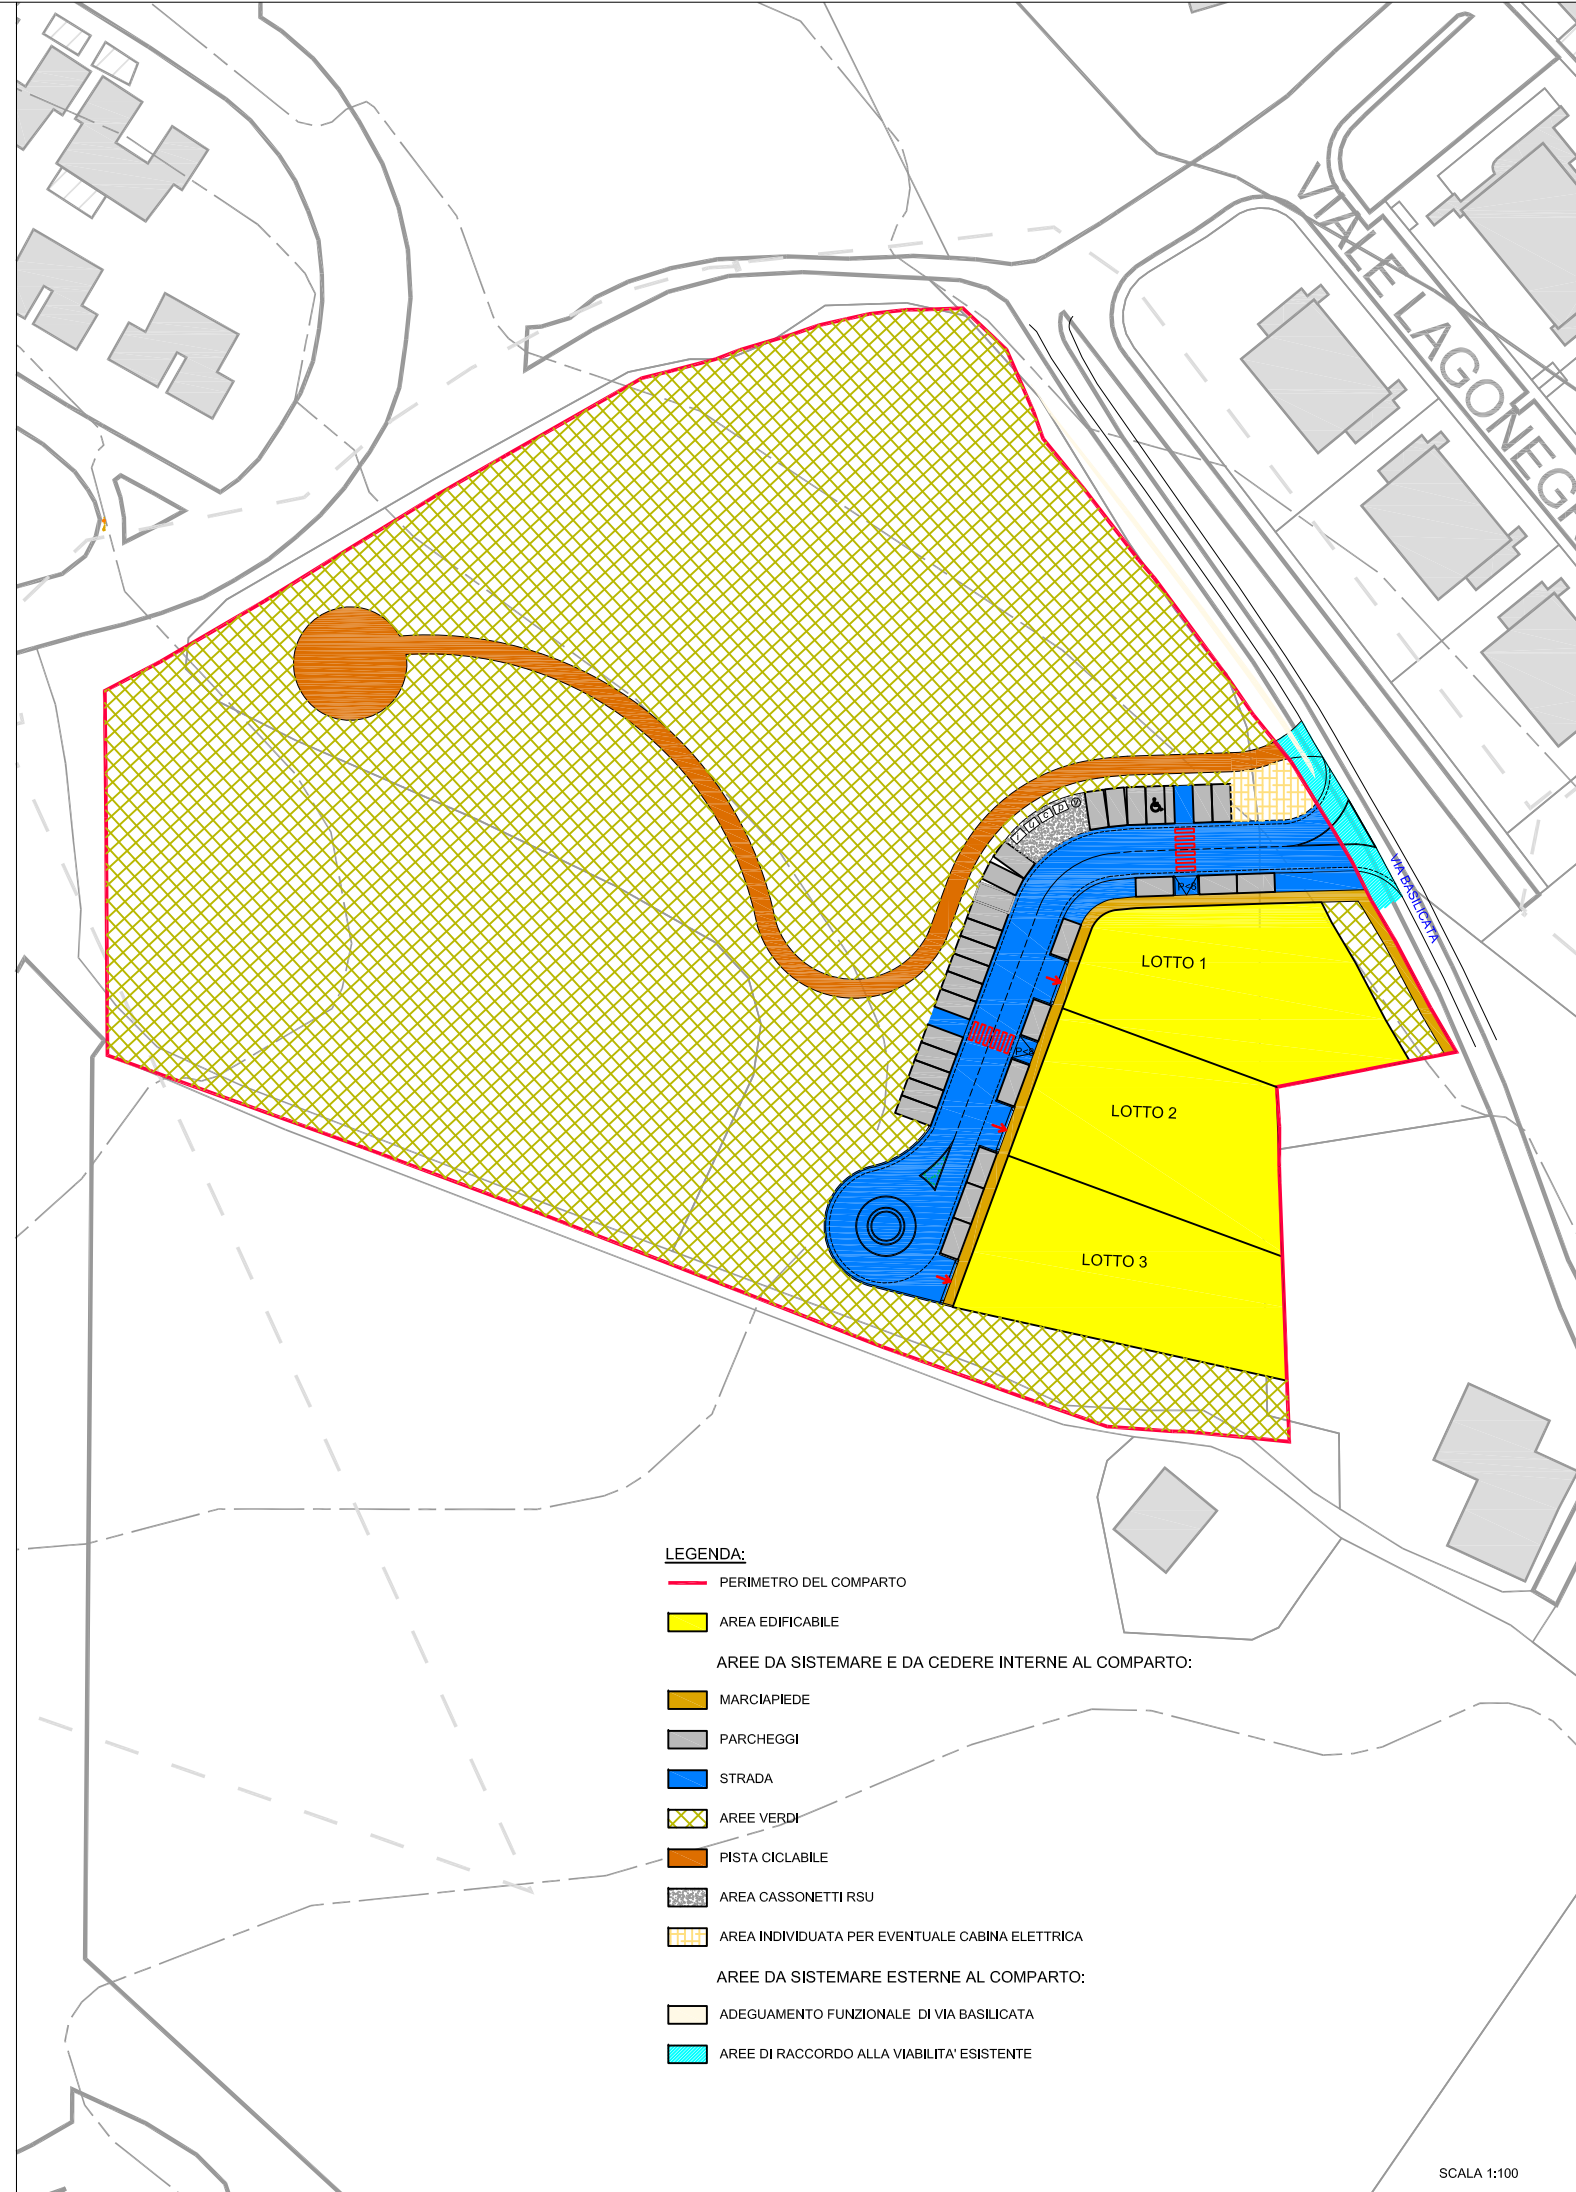 VIALE LAGONEG
VIA BASILICATA
P<8
LOTTO 1
P<8
LOTTO 2
LOTTO 3
LEGENDA:
PERIMETRO DEL COMPARTO
AREA EDIFICABILE
AREE DA SISTEMARE E DA CEDERE INTERNE AL COMPARTO:
MARCIAPIEDE
PARCHEGGI
STRADA
AREE VERDI
PISTA CICLABILE
AREA CASSONETTI RSU
AREA INDIVIDUATA PER EVENTUALE CABINA ELETTRICA
AREE DA SISTEMARE ESTERNE AL COMPARTO:
ADEGUAMENTO FUNZIONALE DI VIA BASILICATA
AREE DI RACCORDO ALLA VIABILITA' ESISTENTE
SCALA 1:100